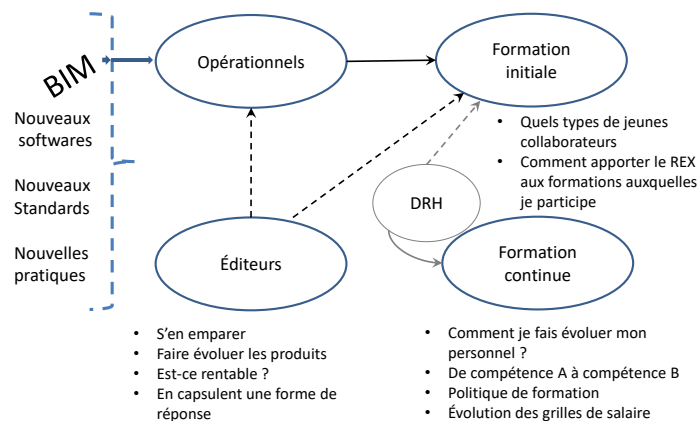 BIM
Nouveaux
softwares
Nouveaux
Standards
Nouvelles
pratiques
Opérationnels
Formation
initiale
• Quels types de jeunes
collaborateurs
• Comment apporter le REX
aux formations auxquelles
je participe
DRH
Éditeurs
Formation
continue
• S’en emparer
• Faire évoluer les produits
• Est-ce rentable ?
• En capsulent une forme de
réponse
• Comment je fais évoluer mon
personnel ?
• De compétence A à compétence B
• Politique de formation
• Évolution des grilles de salaire